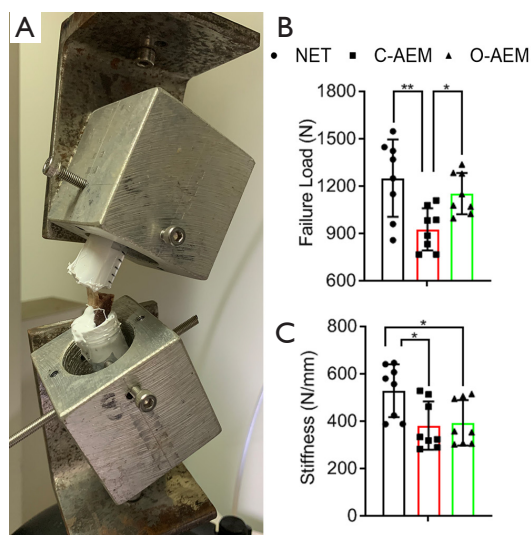 A
B
• NET ■ C-AEM ▲ O-AEM
Failure Load (N)
1800
1500
1200
900
600
**
*
C
Stiffness (N/mm)
800
600
400
200
0
*
*